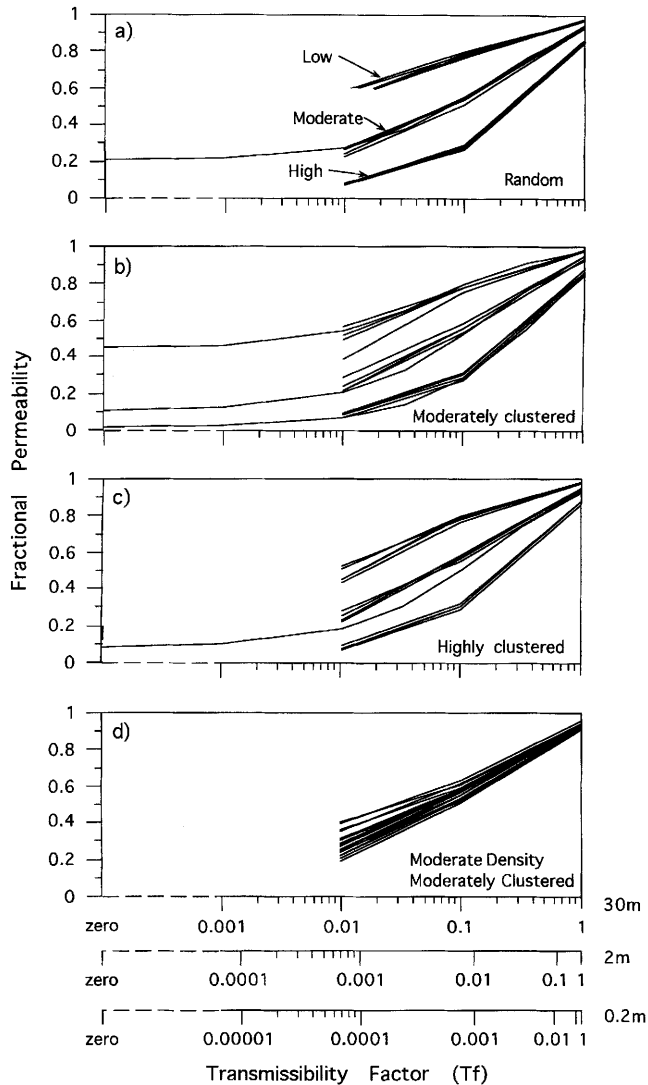 1
a)
0.8
Low
0.6
Moderate
0.4
0.2
High
Random
0
1
b)
0.8
0.6
0.4
0.2
Moderately clustered
0
Fractional Permeability
1
c)
0.8
0.6
0.4
0.2
Highly clustered
0
1
d)
0.8
0.6
0.4
0.2
Moderate Density
Moderately Clustered
0
30m
zero 0.001 0.01 0.1 1
2m
zero 0.0001 0.001 0.01 0.1 1
0.2m
zero 0.00001 0.0001 0.001 0.01 1
Transmissibility Factor (Tf)